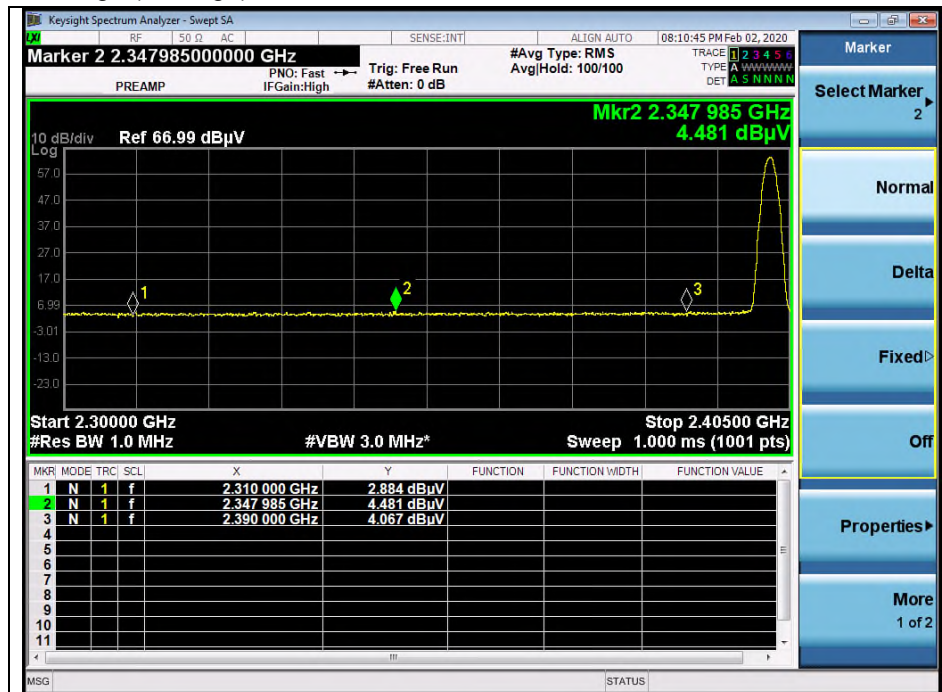 Keysight Spectrum Analyzer - Swept SA
LXI RF 50 Ω AC SENSE:INT ALIGN AUTO 08:10:45 PM Feb 02, 2020
Marker 2 2.347985000000 GHz
PREAMP
PNO: Fast
IFGain:High
Trig: Free Run
#Atten: 0 dB
#Avg Type: RMS
Avg|Hold: 100/100
TRACE 1 2 3 4 5 6
TYPE A WWWWW
DET A S N N N N
Mkr2 2.347 985 GHz
4.481 dBµV
10 dB/div Ref 66.99 dBµV
Log
57.0
47.0
37.0
27.0
17.0
6.99
-3.01
-13.0
-23.0
1
2
3
Start 2.30000 GHz Stop 2.40500 GHz
#Res BW 1.0 MHz #VBW 3.0 MHz* Sweep 1.000 ms (1001 pts)
MKR MODE TRC SCL X Y FUNCTION FUNCTION WIDTH FUNCTION VALUE
1 N 1 f 2.310 000 GHz 2.884 dBµV
2 N 1 f 2.347 985 GHz 4.481 dBµV
3 N 1 f 2.390 000 GHz 4.067 dBµV
4
5
6
7
8
9
10
11
MSG STATUS
Marker
Select Marker
2
Normal
Delta
Fixed
Off
Properties
More
1 of 2